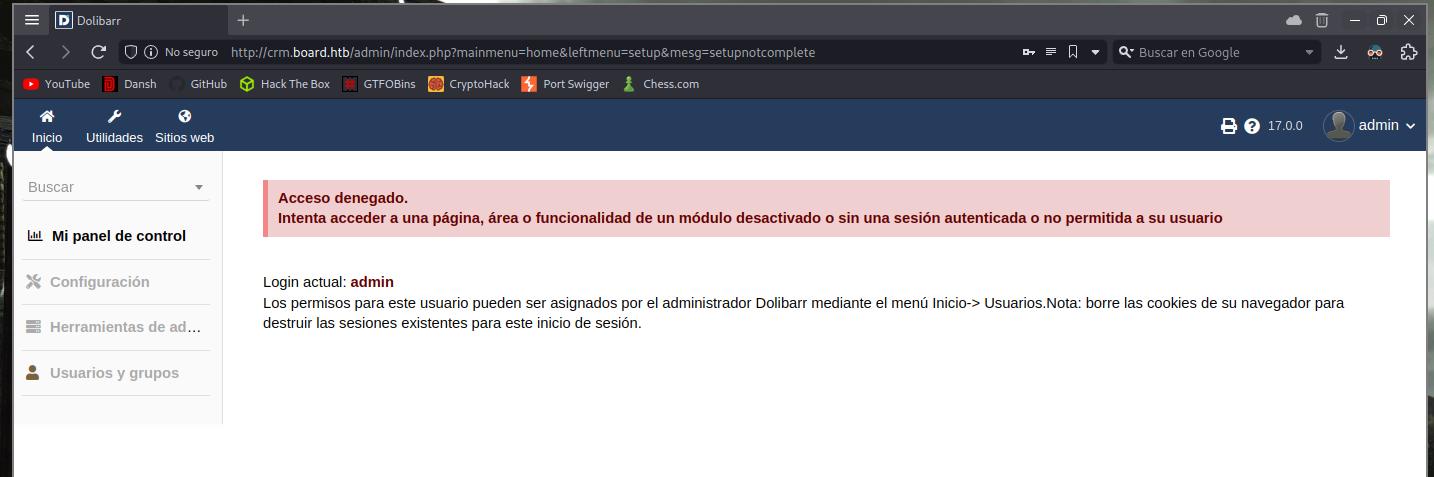 Dolibarr
No seguro http://crm.board.htb/admin/index.php?mainmenu=home&leftmenu=setup&mesg=setupnotcomplete Buscar en Google
YouTube Dansh GitHub Hack The Box GTFOBins CryptoHack Port Swigger Chess.com
Inicio Utilidades Sitios web 17.0.0 admin
Buscar
Mi panel de control
Configuración
Herramientas de ad...
Usuarios y grupos
Acceso denegado.
Intenta acceder a una página, área o funcionalidad de un módulo desactivado o sin una sesión autenticada o no permitida a su usuario
Login actual: admin
Los permisos para este usuario pueden ser asignados por el administrador Dolibarr mediante el menú Inicio-> Usuarios.Nota: borre las cookies de su navegador para
destruir las sesiones existentes para este inicio de sesión.